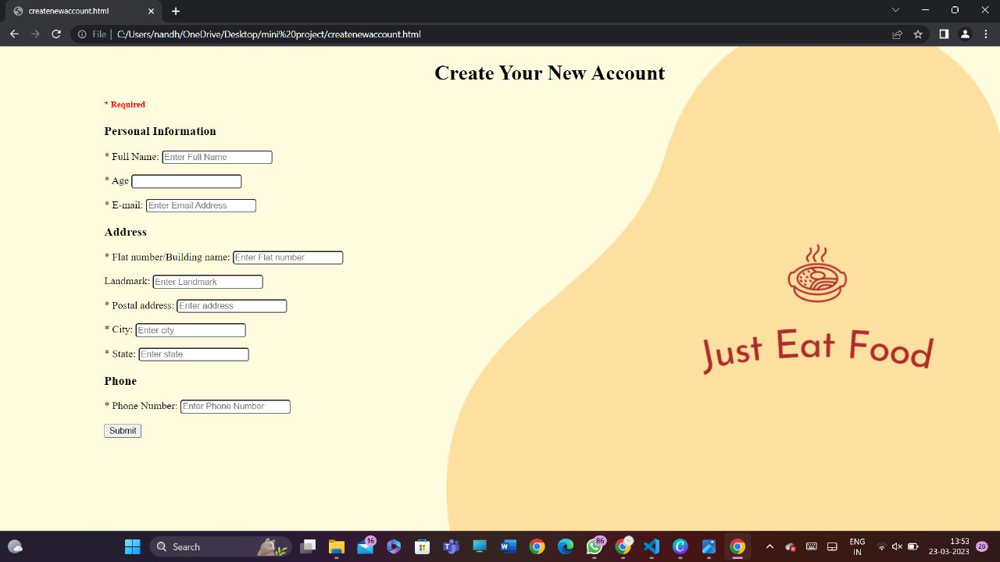 createnewaccount.html
File | C:/Users/nandh/OneDrive/Desktop/mini%20project/createnewaccount.html
Create Your New Account
* Required
Personal Information
* Full Name: Enter Full Name
* Age
* E-mail: Enter Email Address
Address
* Flat number/Building name: Enter Flat number
Landmark: Enter Landmark
* Postal address: Enter address
* City: Enter city
* State: Enter state
Phone
* Phone Number: Enter Phone Number
Submit
Just Eat Food
Search
16
86
ENG
IN
13:53
23-03-2023
26